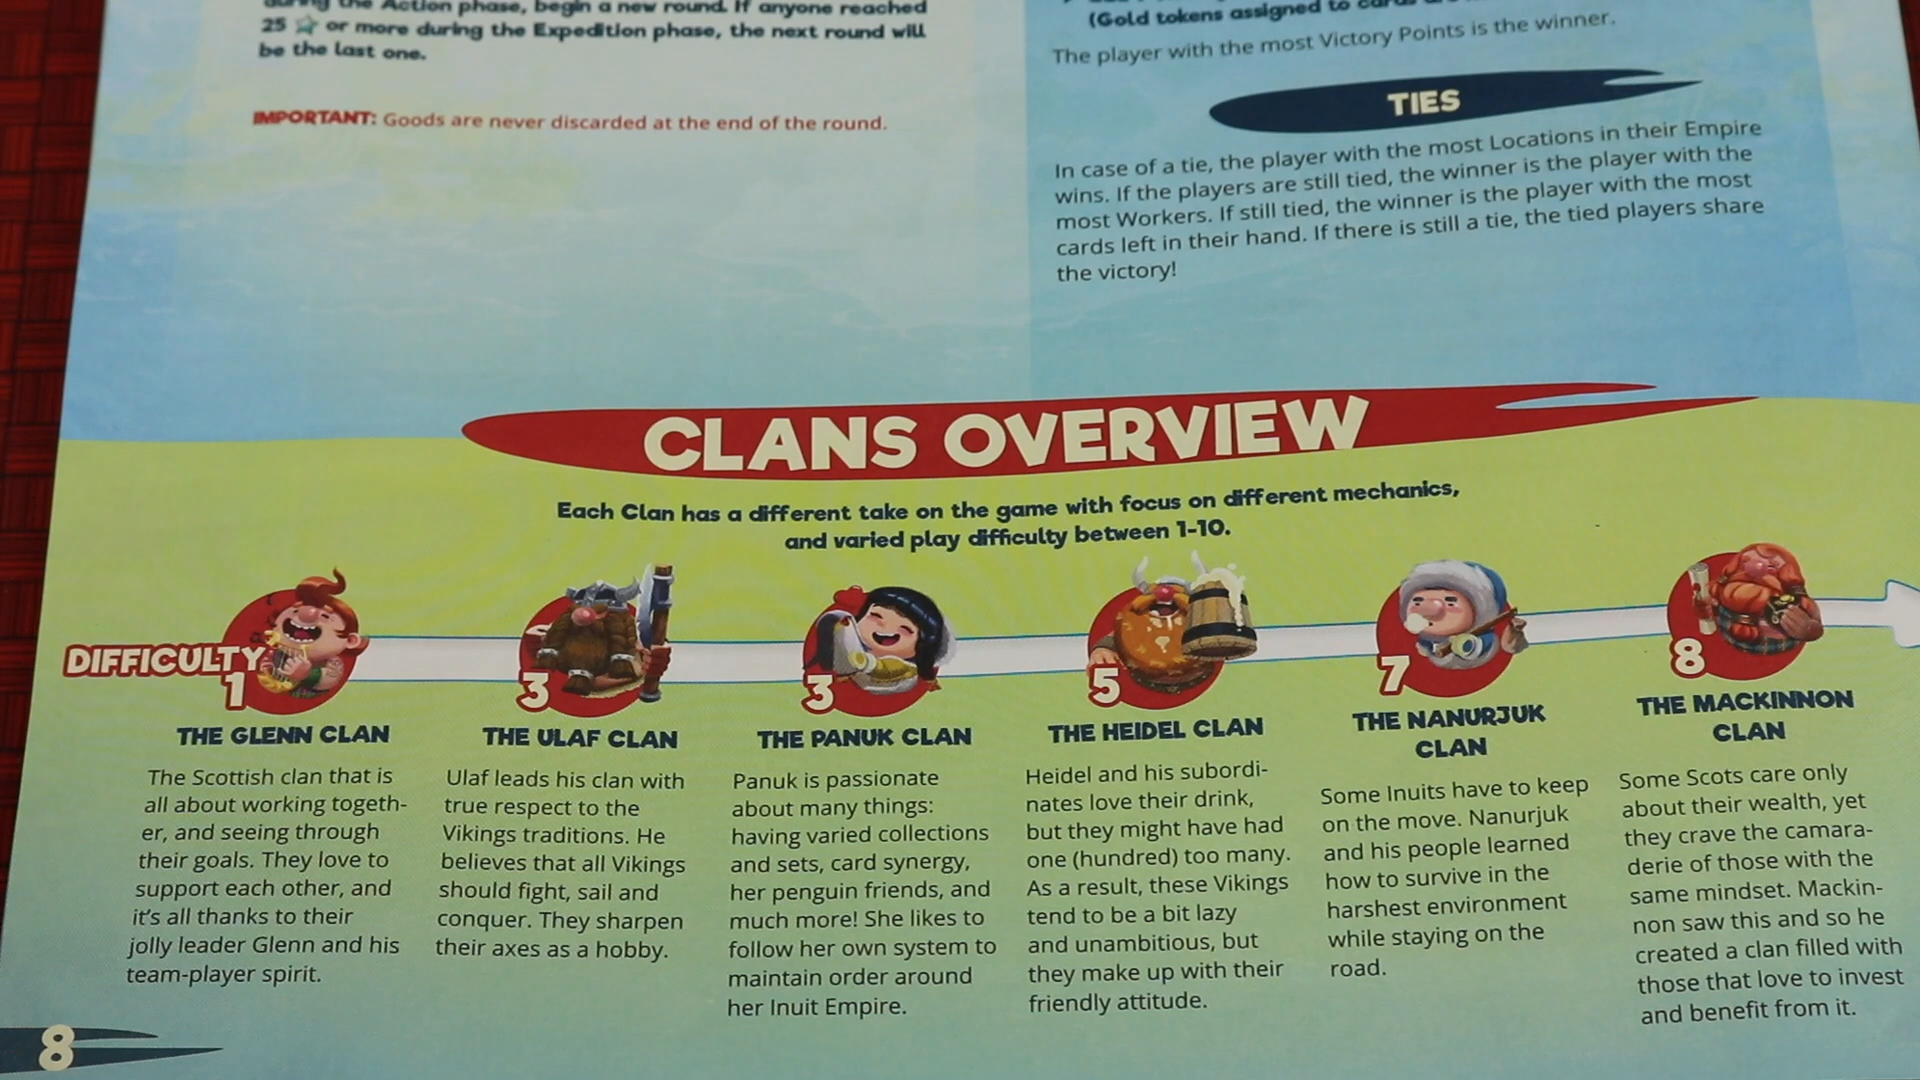 the Action phase, begin a new round. If anyone reached
25 or more during the Expedition phase, the next round will
be the last one.
IMPORTANT: Goods are never discarded at the end of the round.
(Gold tokens assigned to
The player with the most Victory Points is the winner.
TIES
In case of a tie, the player with the most Locations in their Empire
wins. If the players are still tied, the winner is the player with the
most Workers. If still tied, the winner is the player with the most
cards left in their hand. If there is still a tie, the tied players share
the victory!
CLANS OVERVIEW
Each Clan has a different take on the game with focus on different mechanics,
and varied play difficulty between 1-10.
DIFFICULTY
1
THE GLENN CLAN
The Scottish clan that is
all about working togeth-
er, and seeing through
their goals. They love to
support each other, and
it's all thanks to their
jolly leader Glenn and his
team-player spirit.
3
THE ULAF CLAN
Ulaf leads his clan with
true respect to the
Vikings traditions. He
believes that all Vikings
should fight, sail and
conquer. They sharpen
their axes as a hobby.
3
THE PANUK CLAN
Panuk is passionate
about many things:
having varied collections
and sets, card synergy,
her penguin friends, and
much more! She likes to
follow her own system to
maintain order around
her Inuit Empire.
5
THE HEIDEL CLAN
Heidel and his subordi-
nates love their drink,
but they might have had
one (hundred) too many.
As a result, these Vikings
tend to be a bit lazy
and unambitious, but
they make up with their
friendly attitude.
7
THE NANURJUK
CLAN
Some Inuits have to keep
on the move. Nanurjuk
and his people learned
how to survive in the
harshest environment
while staying on the
road.
8
THE MACKINNON
CLAN
Some Scots care only
about their wealth, yet
they crave the camara-
derie of those with the
same mindset. Mackin-
non saw this and so he
created a clan filled with
those that love to invest
and benefit from it.
8